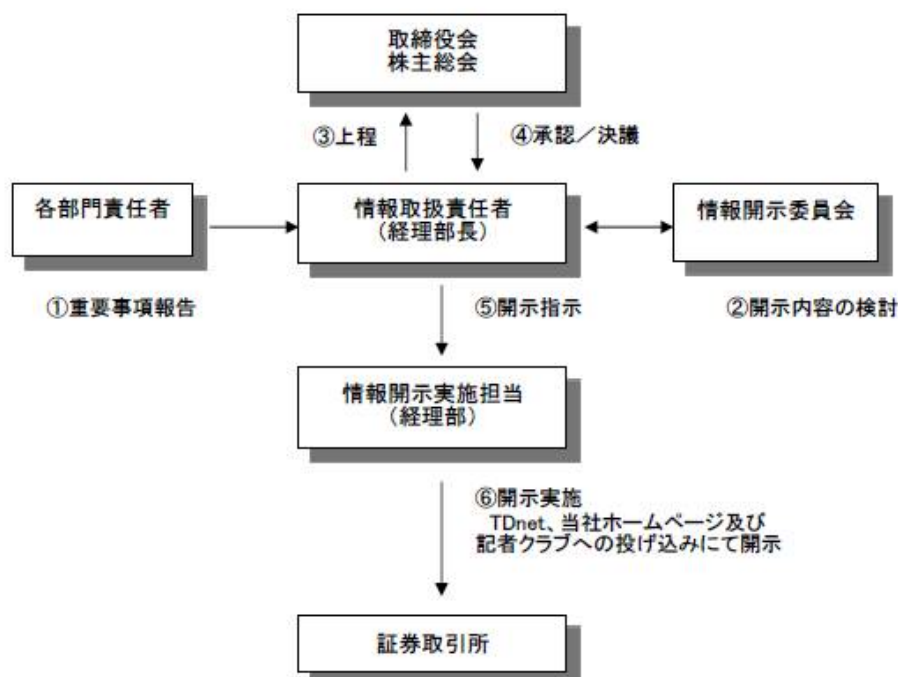 取締役会
株主総会
③上程
④承認／決議
各部門責任者
情報取扱責任者
（経理部長）
情報開示委員会
①重要事項報告
⑤開示指示
②開示内容の検討
情報開示実施担当
（経理部）
⑥開示実施
TDnet、当社ホームページ及び
記者クラブへの投げ込みにて開示
証券取引所